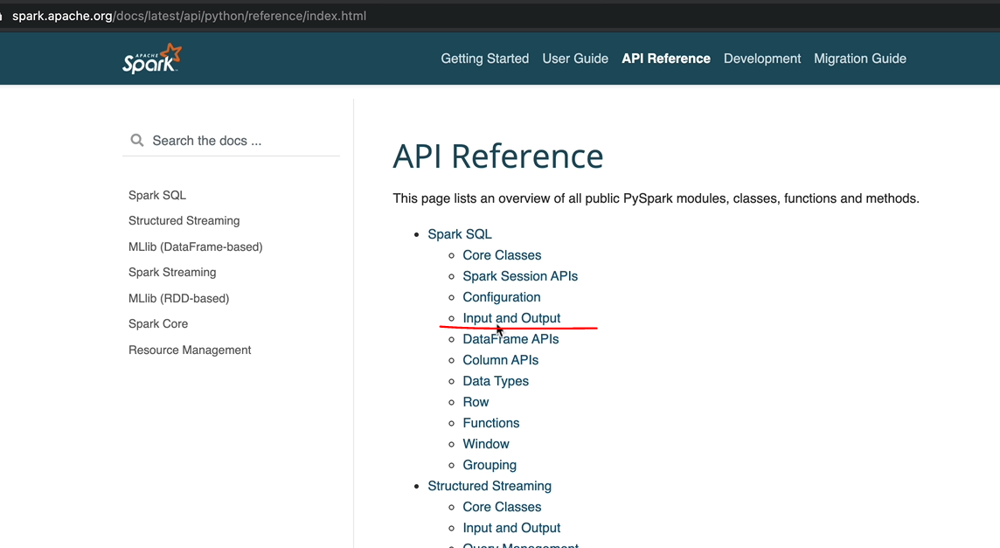 spark.apache.org/docs/latest/api/python/reference/index.html
APACHE
Spark
Getting Started User Guide API Reference Development Migration Guide
Search the docs ...
Spark SQL
Structured Streaming
MLlib (DataFrame-based)
Spark Streaming
MLlib (RDD-based)
Spark Core
Resource Management
API Reference
This page lists an overview of all public PySpark modules, classes, functions and methods.
Spark SQL
Core Classes
Spark Session APIs
Configuration
Input and Output
DataFrame APIs
Column APIs
Data Types
Row
Functions
Window
Grouping
Structured Streaming
Core Classes
Input and Output
Query Management